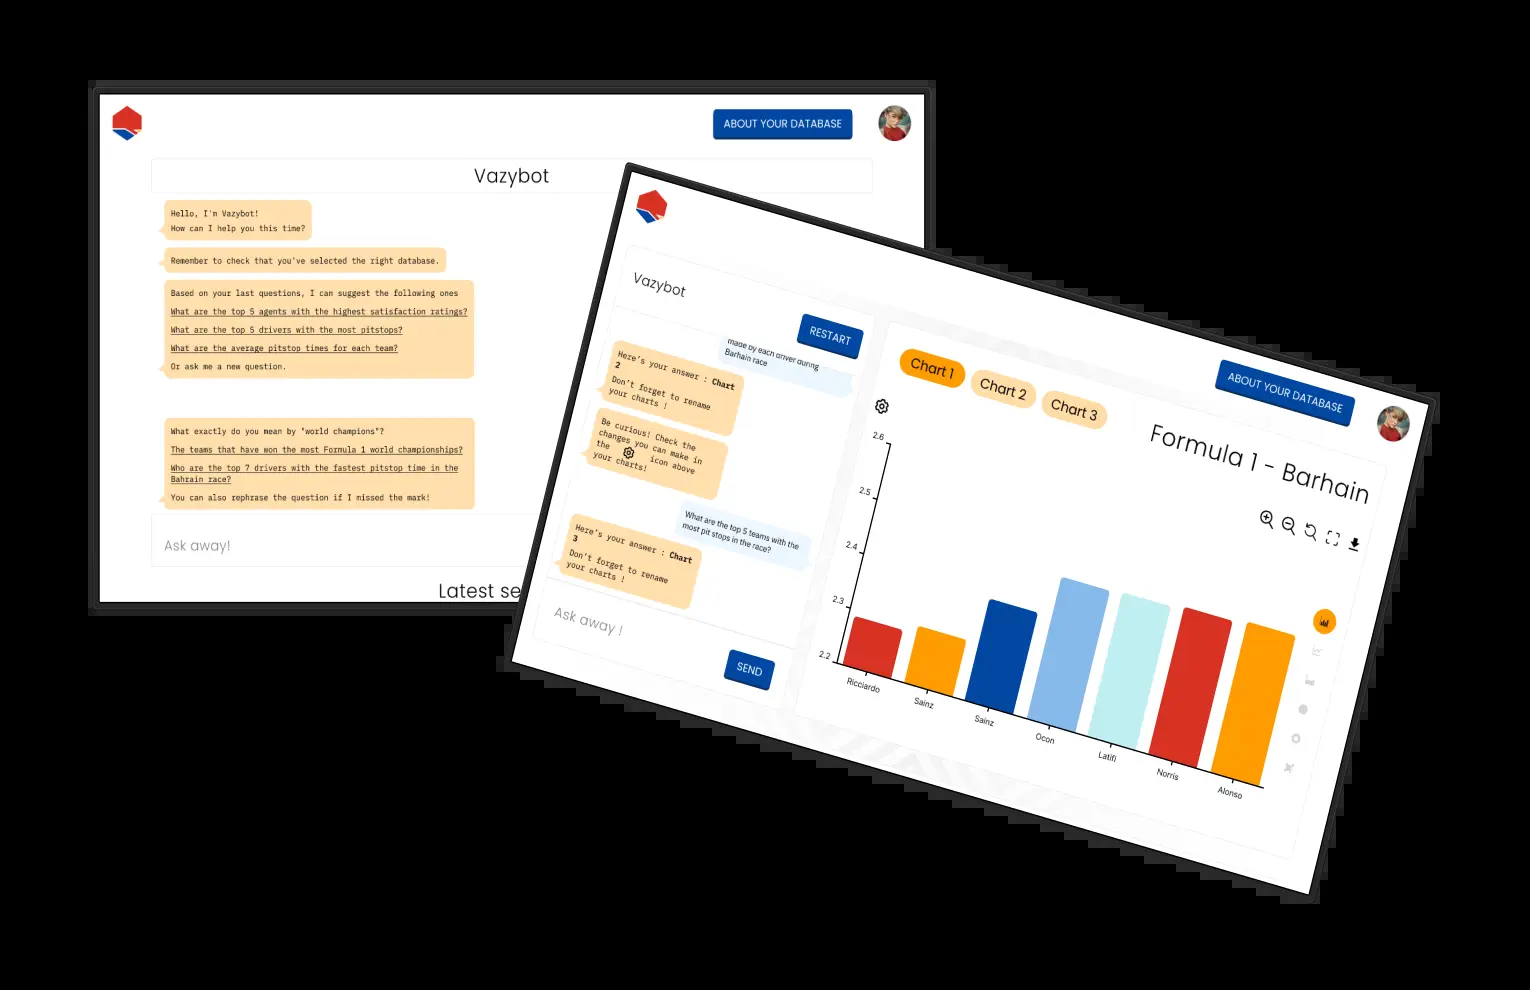 ABOUT YOUR DATABASE
Vazybot
Hello, I'm Vazybot!
How can I help you this time?
Remember to check that you've selected the right database.
Based on your last questions, I can suggest the following ones
What are the top 5 agents with the highest satisfaction ratings?
What are the top 5 drivers with the most pitstops?
What are the average pitstop times for each team?
Or ask me a new question.
What exactly do you mean by "world champions"?
The teams that have won the most Formula 1 world championships?
Who are the top 7 drivers with the fastest pitstop time in the
Bahrain race?
You can also rephrase the question if I missed the mark!
Ask away!
Latest se
Vazybot
RESTART
made by each driver during
Barhain race
Here's your answer : Chart
2
Don't forget to rename
your charts !
Be curious! Check the
changes you can make in
the icon above
your charts!
What are the top 5 teams with the
most pit stops in the race?
Here's your answer : Chart
3
Don't forget to rename
your charts !
Ask away !
SEND
ABOUT YOUR DATABASE
Chart 1
Chart 2
Chart 3
Formula 1 - Barhain
2.6
2.5
2.4
2.3
2.2
Ricciardo
Sainz
Sainz
Ocon
Latifi
Norris
Alonso